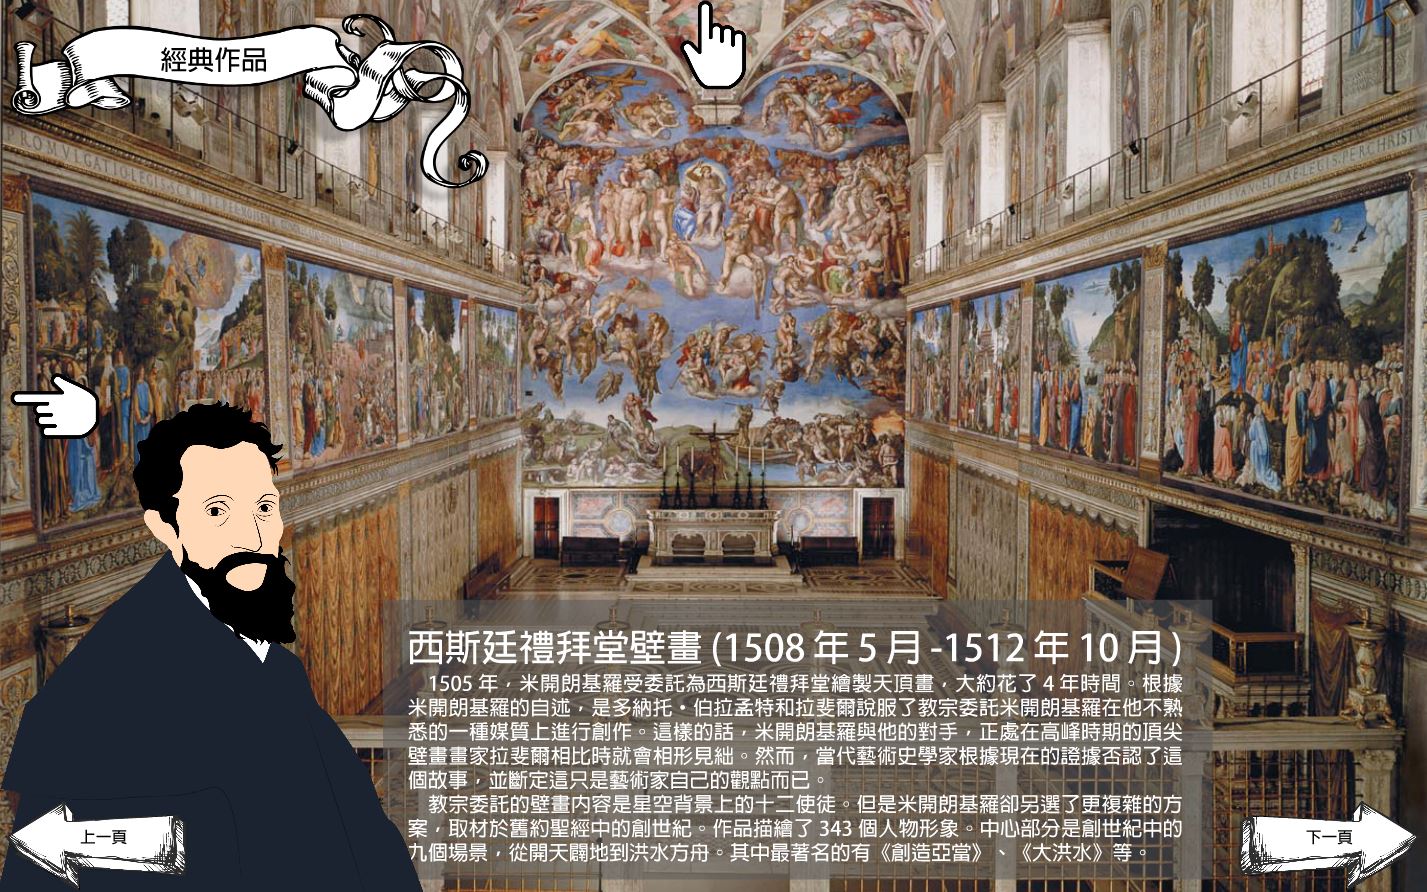 經典作品
西斯廷禮拜堂壁畫 (1508 年 5 月 -1512 年 10 月 )
1505 年，米開朗基羅受委託為西斯廷禮拜堂繪製天頂畫，大約花了 4 年時間。根據
米開朗基羅的自述，是多納托・伯拉孟特和拉斐爾說服了教宗委託米開朗基羅在他不熟
悉的一種媒質上進行創作。這樣的話，米開朗基羅與他的對手，正處在高峰時期的頂尖
壁畫畫家拉斐爾相比時就會相形見絀。然而，當代藝術史學家根據現在的證據否認了這
個故事，並斷定這只是藝術家自己的觀點而已。
教宗委託的壁畫內容是星空背景上的十二使徒。但是米開朗基羅卻另選了更複雜的方
案，取材於舊約聖經中的創世紀。作品描繪了 343 個人物形象。中心部分是創世紀中的
九個場景，從開天闢地到洪水方舟。其中最著名的有《創造亞當》、《大洪水》等。
上一頁
下一頁